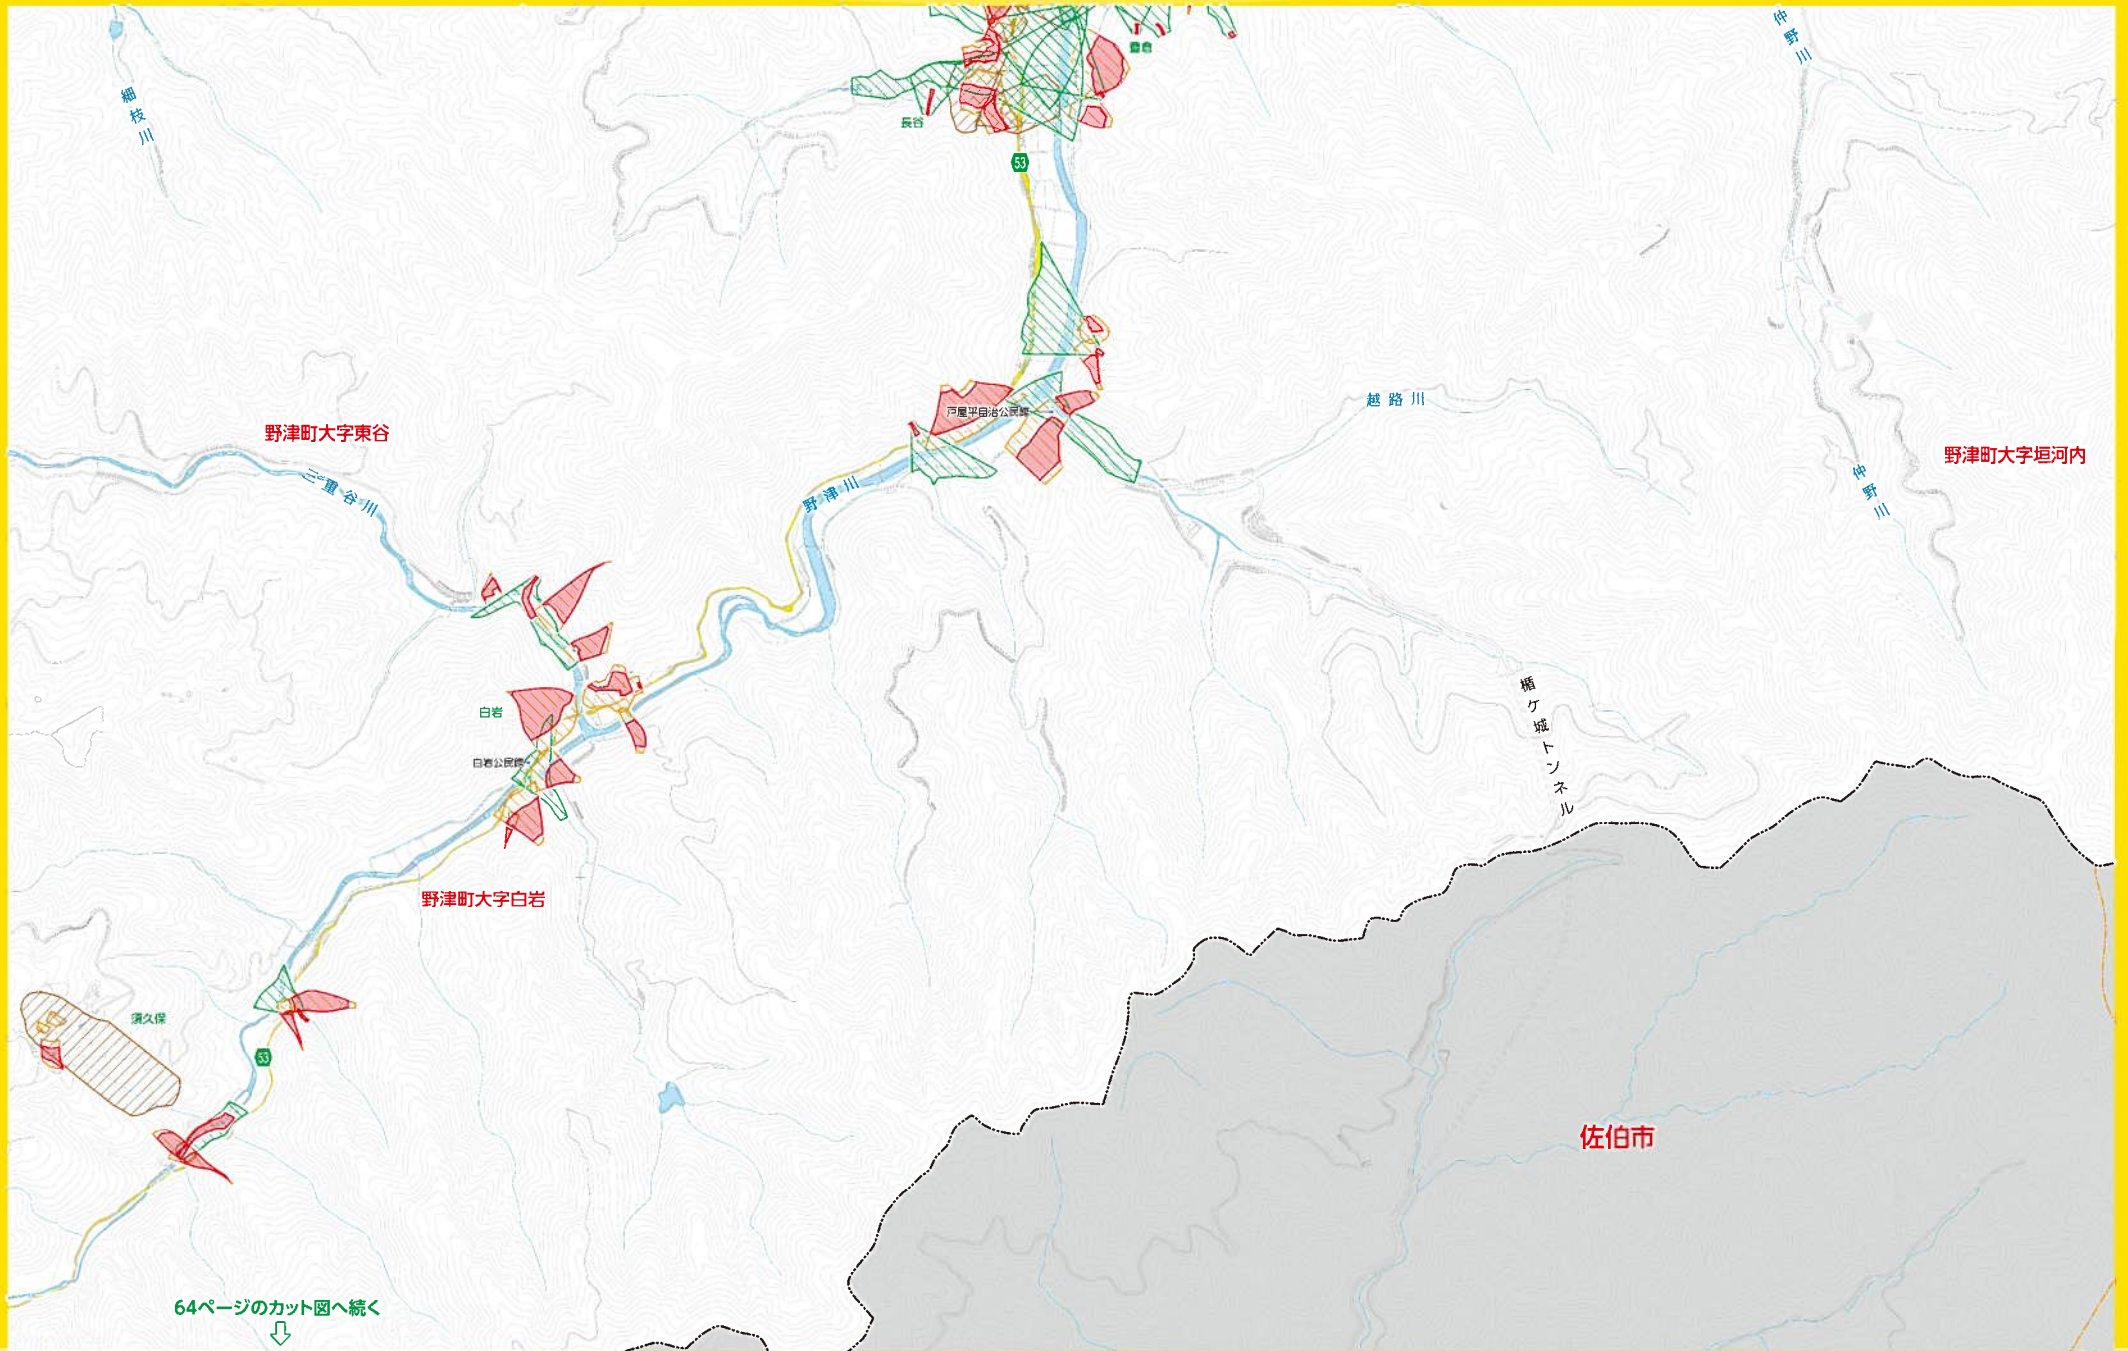 仲野川
細枝川
豊倉
長谷
53
越路川
戸屋平自治公民館
野津町大字東谷
野津町大字垣河内
三重谷川
仲野川
野津川
楯ケ城トンネル
白岩
白岩公民館
野津町大字白岩
須久保
53
佐伯市
64ページのカット図へ続く